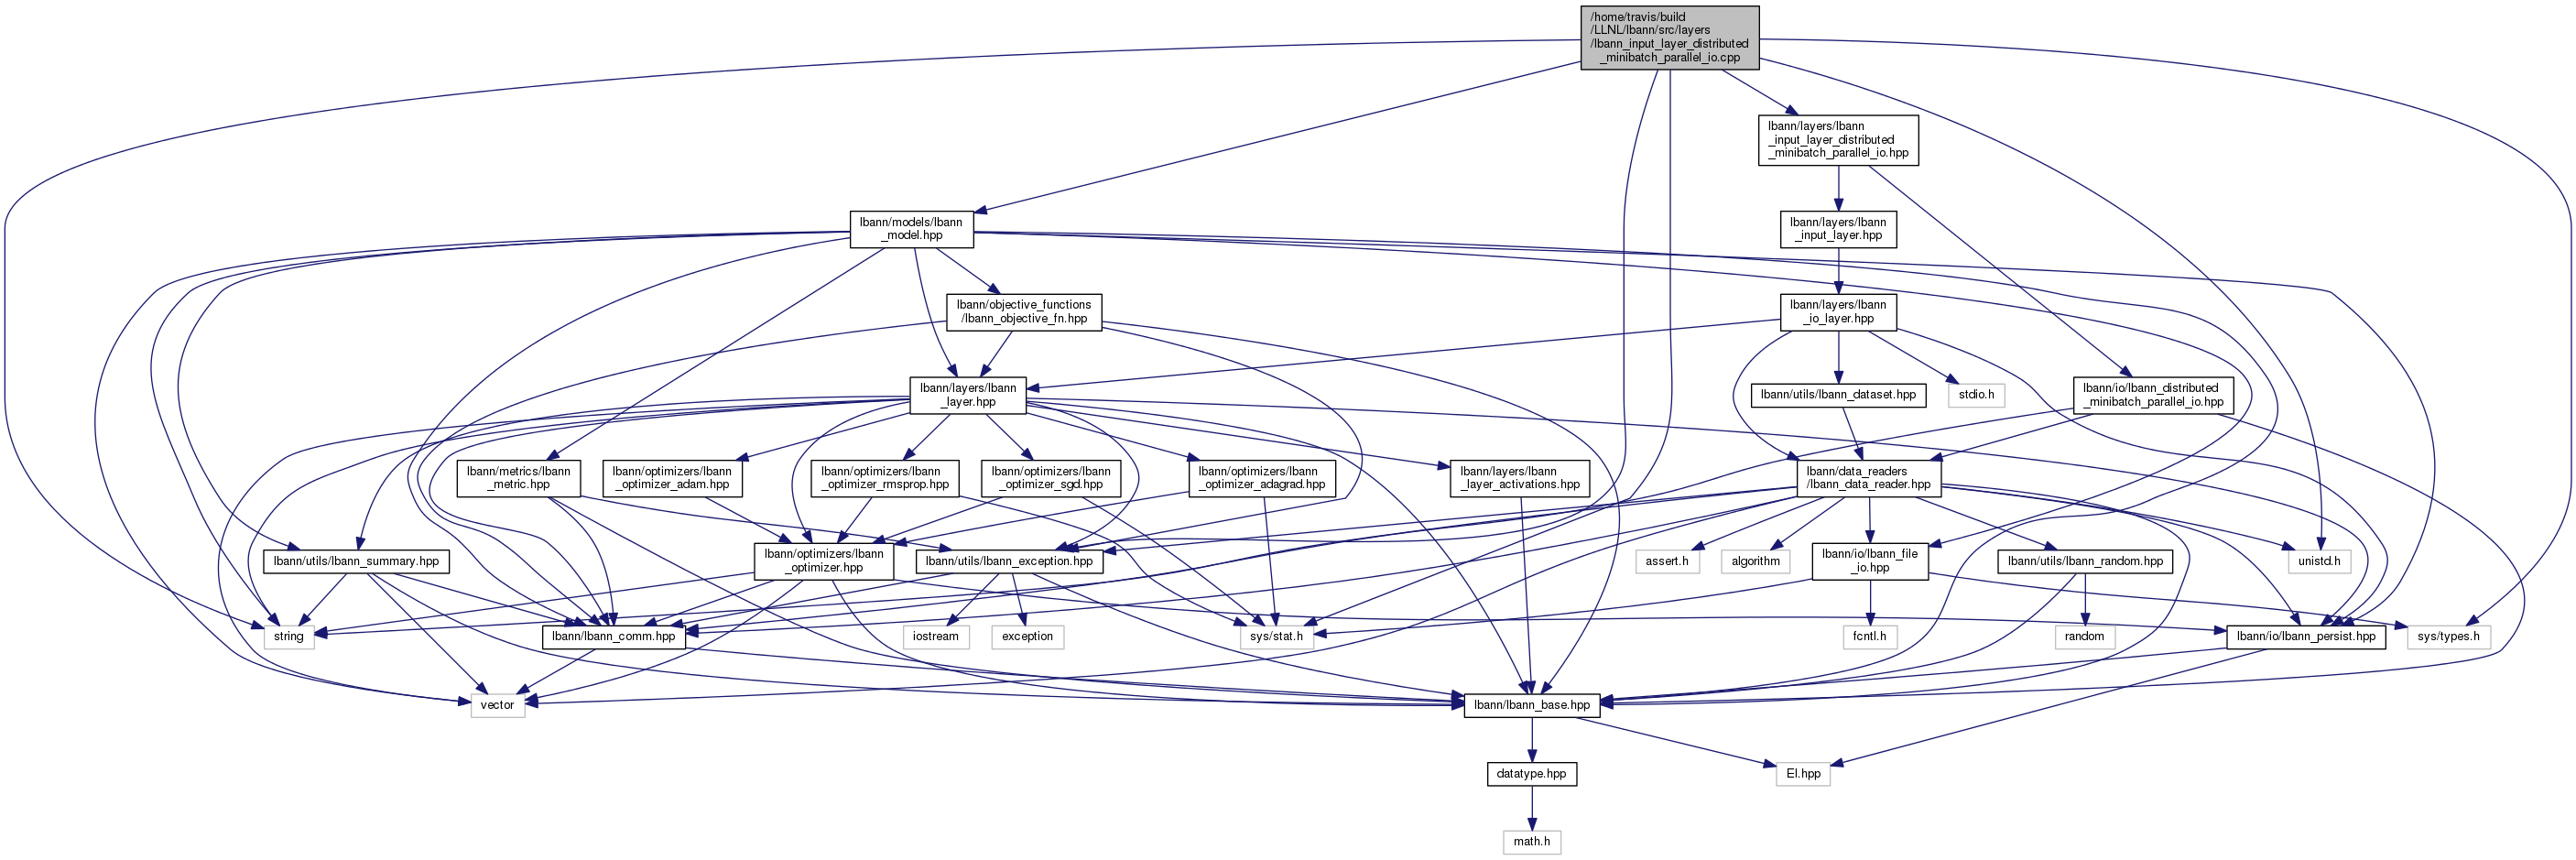 /home/travis/build
/LLNL/lbann/src/layers
/lbann_input_layer_distributed
_minibatch_parallel_io.cpp
lbann/layers/lbann
_input_layer_distributed
_minibatch_parallel_io.hpp
lbann/models/lbann
_model.hpp
lbann/layers/lbann
_input_layer.hpp
lbann/objective_functions
/lbann_objective_fn.hpp
lbann/layers/lbann
_io_layer.hpp
lbann/layers/lbann
_layer.hpp
lbann/utils/lbann_dataset.hpp
stdio.h
lbann/io/lbann_distributed
_minibatch_parallel_io.hpp
lbann/metrics/lbann
_metric.hpp
lbann/optimizers/lbann
_optimizer_adam.hpp
lbann/optimizers/lbann
_optimizer_rmsprop.hpp
lbann/optimizers/lbann
_optimizer_sgd.hpp
lbann/optimizers/lbann
_optimizer_adagrad.hpp
lbann/layers/lbann
_layer_activations.hpp
lbann/data_readers
/lbann_data_reader.hpp
lbann/utils/lbann_summary.hpp
lbann/optimizers/lbann
_optimizer.hpp
lbann/utils/lbann_exception.hpp
assert.h
algorithm
lbann/io/lbann_file
_io.hpp
lbann/utils/lbann_random.hpp
unistd.h
string
lbann/lbann_comm.hpp
iostream
exception
sys/stat.h
fcntl.h
random
lbann/io/lbann_persist.hpp
sys/types.h
vector
lbann/lbann_base.hpp
datatype.hpp
El.hpp
math.h